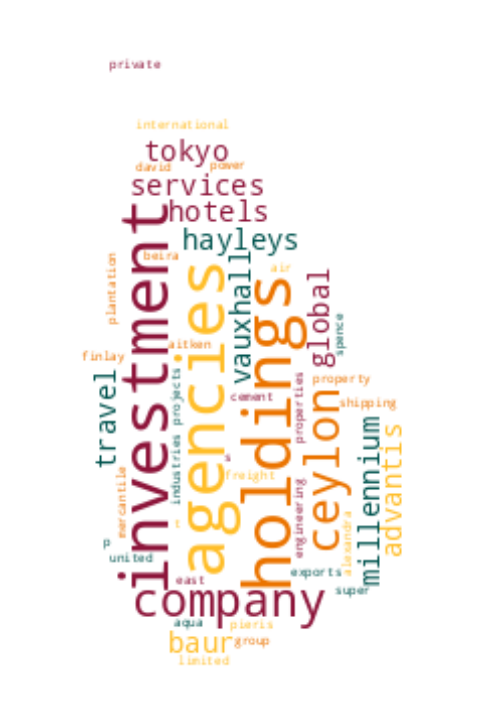 private
international
tokyo
david
power
services
hotels
hayleys
beira
air
plantation
investment
agencies
vauxhall
holdings
global
spence
aitken
finlay
travel
industries
projects
cement
properties
property
shipping
ceylon
millennium
advantis
s
freight
mercantile
engineering
alexandra
r
p
united
east
exports
super
company
aqua
pieris
baur
group
limited